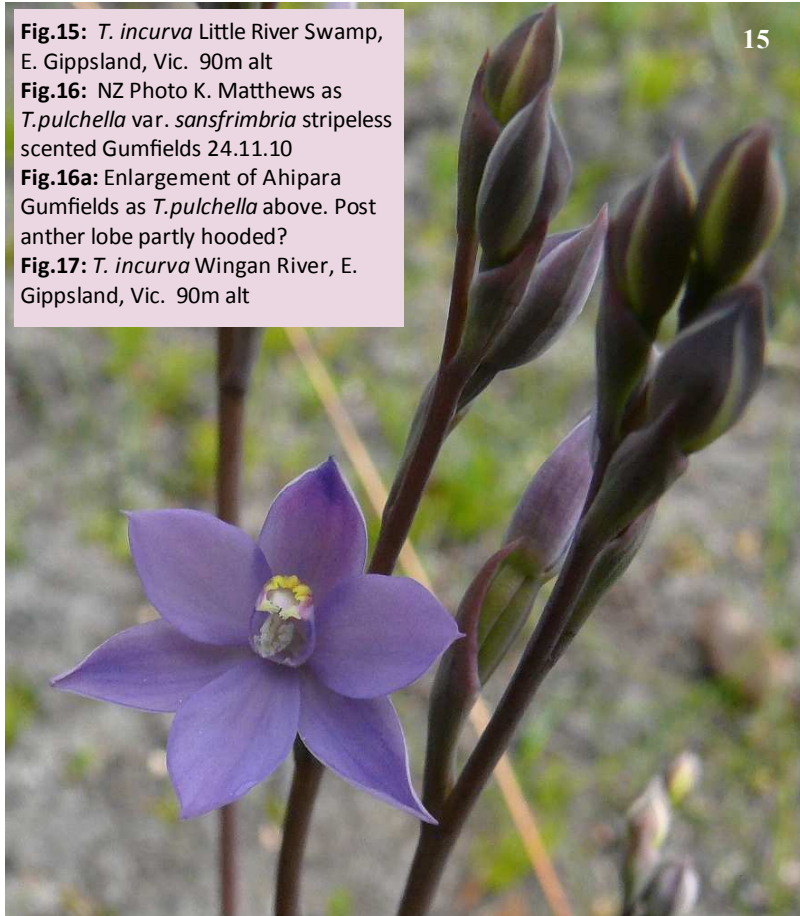 Fig.15: T. incurva Little River Swamp,
E. Gippsland, Vic.  90m alt
Fig.16:  NZ Photo K. Matthews as
T.pulchella var. sansfrimbria stripeless
scented Gumfields 24.11.10
Fig.16a: Enlargement of Ahipara
Gumfields as T.pulchella above. Post
anther lobe partly hooded?
Fig.17: T. incurva Wingan River, E.
Gippsland, Vic.  90m alt
15